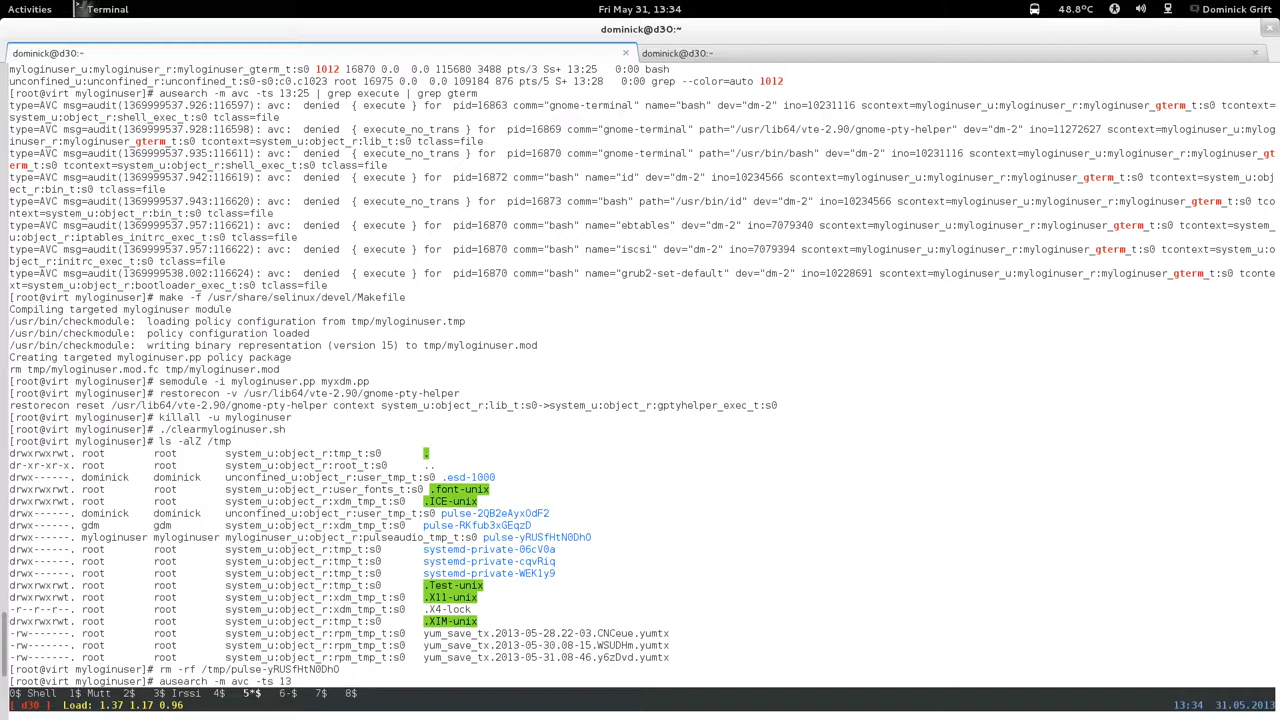 Activities Terminal Fri May 31, 13:34 48.8°C Dominick Grift
dominick@d30:~
dominick@d30:~ × dominick@d30:~ ×
myloginuser_u:myloginuser_r:myloginuser_gterm_t:s0 1012 16870 0.0 0.0 115680 3488 pts/3 Ss+ 13:25 0:00 bash
unconfined_u:unconfined_r:unconfined_t:s0-s0:c0.c1023 root 16975 0.0 0.0 109184 876 pts/5 S+ 13:28 0:00 grep --color=auto 1012
[root@virt myloginuser]# ausearch -m avc -ts 13:25 | grep execute | grep gterm
type=AVC msg=audit(1369999537.926:116597): avc: denied { execute } for pid=16863 comm="gnome-terminal" name="bash" dev="dm-2" ino=10231116 scontext=myloginuser_u:myloginuser_r:myloginuser_gterm_t:s0 tcontext=
system_u:object_r:shell_exec_t:s0 tclass=file
type=AVC msg=audit(1369999537.928:116598): avc: denied { execute_no_trans } for pid=16869 comm="gnome-terminal" path="/usr/lib64/vte-2.90/gnome-pty-helper" dev="dm-2" ino=11272627 scontext=myloginuser_u:mylog
inuser_r:myloginuser_gterm_t:s0 tcontext=system_u:object_r:lib_t:s0 tclass=file
type=AVC msg=audit(1369999537.935:116611): avc: denied { execute_no_trans } for pid=16870 comm="gnome-terminal" path="/usr/bin/bash" dev="dm-2" ino=10231116 scontext=myloginuser_u:myloginuser_r:myloginuser_gt
erm_t:s0 tcontext=system_u:object_r:shell_exec_t:s0 tclass=file
type=AVC msg=audit(1369999537.942:116619): avc: denied { execute } for pid=16872 comm="bash" name="id" dev="dm-2" ino=10234566 scontext=myloginuser_u:myloginuser_r:myloginuser_gterm_t:s0 tcontext=system_u:obj
ect_r:bin_t:s0 tclass=file
type=AVC msg=audit(1369999537.943:116620): avc: denied { execute_no_trans } for pid=16873 comm="bash" path="/usr/bin/id" dev="dm-2" ino=10234566 scontext=myloginuser_u:myloginuser_r:myloginuser_gterm_t:s0 tco
ntext=system_u:object_r:bin_t:s0 tclass=file
type=AVC msg=audit(1369999537.957:116621): avc: denied { execute } for pid=16870 comm="bash" name="ebtables" dev="dm-2" ino=7079340 scontext=myloginuser_u:myloginuser_r:myloginuser_gterm_t:s0 tcontext=system_
u:object_r:iptables_initrc_exec_t:s0 tclass=file
type=AVC msg=audit(1369999537.957:116622): avc: denied { execute } for pid=16870 comm="bash" name="iscsi" dev="dm-2" ino=7079394 scontext=myloginuser_u:myloginuser_r:myloginuser_gterm_t:s0 tcontext=system_u:o
bject_r:initrc_exec_t:s0 tclass=file
type=AVC msg=audit(1369999538.002:116624): avc: denied { execute } for pid=16870 comm="bash" name="grub2-set-default" dev="dm-2" ino=10228691 scontext=myloginuser_u:myloginuser_r:myloginuser_gterm_t:s0 tconte
xt=system_u:object_r:bootloader_exec_t:s0 tclass=file
[root@virt myloginuser]# make -f /usr/share/selinux/devel/Makefile
Compiling targeted myloginuser module
/usr/bin/checkmodule: loading policy configuration from tmp/myloginuser.tmp
/usr/bin/checkmodule: policy configuration loaded
/usr/bin/checkmodule: writing binary representation (version 15) to tmp/myloginuser.mod
Creating targeted myloginuser.pp policy package
rm tmp/myloginuser.mod.fc tmp/myloginuser.mod
[root@virt myloginuser]# semodule -i myloginuser.pp myxdm.pp
[root@virt myloginuser]# restorecon -v /usr/lib64/vte-2.90/gnome-pty-helper
restorecon reset /usr/lib64/vte-2.90/gnome-pty-helper context system_u:object_r:lib_t:s0->system_u:object_r:gptyhelper_exec_t:s0
[root@virt myloginuser]# killall -u myloginuser
[root@virt myloginuser]# ./clearmyloginuser.sh
[root@virt myloginuser]# ls -alZ /tmp
drwxrwxrwt. root root system_u:object_r:tmp_t:s0 .
dr-xr-xr-x. root root system_u:object_r:root_t:s0 ..
drwx------. dominick dominick unconfined_u:object_r:user_tmp_t:s0 .esd-1000
drwxrwxrwt. root root system_u:object_r:user_fonts_t:s0 .font-unix
drwxrwxrwt. root root system_u:object_r:xdm_tmp_t:s0 .ICE-unix
drwx------. dominick dominick unconfined_u:object_r:user_tmp_t:s0 pulse-2QB2eAyxOdF2
drwx------. gdm gdm system_u:object_r:xdm_tmp_t:s0 pulse-RKfub3xGEqzD
drwx------. myloginuser myloginuser myloginuser_u:object_r:pulseaudio_tmp_t:s0 pulse-yRUSfHtN0DhO
drwx------. root root system_u:object_r:tmp_t:s0 systemd-private-06cV0a
drwx------. root root system_u:object_r:tmp_t:s0 systemd-private-cqvRiq
drwx------. root root system_u:object_r:tmp_t:s0 systemd-private-WEK1y9
drwxrwxrwt. root root system_u:object_r:tmp_t:s0 .Test-unix
drwxrwxrwt. root root system_u:object_r:xdm_tmp_t:s0 .X11-unix
-r--r--r--. root root system_u:object_r:xdm_tmp_t:s0 .X4-lock
drwxrwxrwt. root root system_u:object_r:tmp_t:s0 .XIM-unix
-rw-------. root root system_u:object_r:rpm_tmp_t:s0 yum_save_tx.2013-05-28.22-03.CNCeue.yumtx
-rw-------. root root system_u:object_r:rpm_tmp_t:s0 yum_save_tx.2013-05-30.08-15.WSUDHm.yumtx
-rw-------. root root system_u:object_r:rpm_tmp_t:s0 yum_save_tx.2013-05-31.08-46.y6zDvd.yumtx
[root@virt myloginuser]# rm -rf /tmp/pulse-yRUSfHtN0DhO
[root@virt myloginuser]# ausearch -m avc -ts 13
0$ Shell 1$ Mutt 2$ 3$ Irssi 4$ 5*$ 6-$ 7$ 8$
[ d30 ] Load: 1.37 1.17 0.96 13:34 31.05.2013